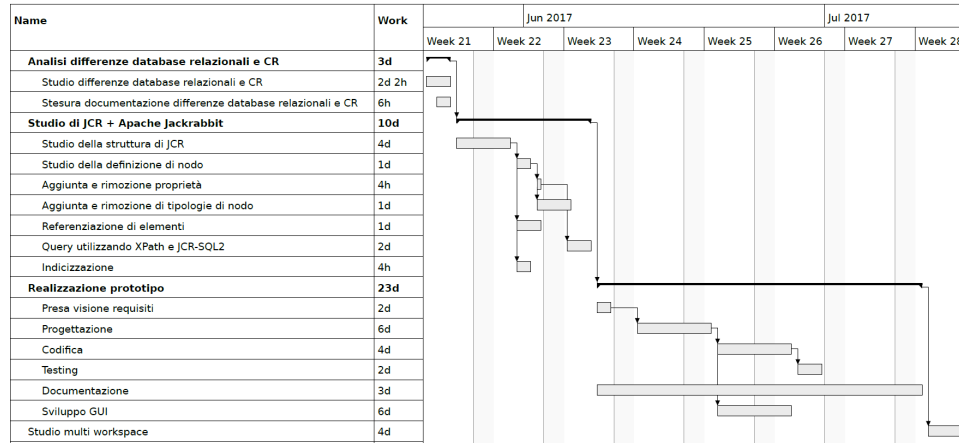 Name Work Jun 2017 Jul 2017
Week 21 Week 22 Week 23 Week 24 Week 25 Week 26 Week 27 Week 28
Analisi differenze database relazionali e CR 3d
Studio differenze database relazionali e CR 2d 2h
Stesura documentazione differenze database relazionali e CR 6h
Studio di JCR + Apache Jackrabbit 10d
Studio della struttura di JCR 4d
Studio della definizione di nodo 1d
Aggiunta e rimozione proprietà 4h
Aggiunta e rimozione di tipologie di nodo 1d
Referenziazione di elementi 1d
Query utilizzando XPath e JCR-SQL2 2d
Indicizzazione 4h
Realizzazione prototipo 23d
Presa visione requisiti 2d
Progettazione 6d
Codifica 4d
Testing 2d
Documentazione 3d
Sviluppo GUI 6d
Studio multi workspace 4d